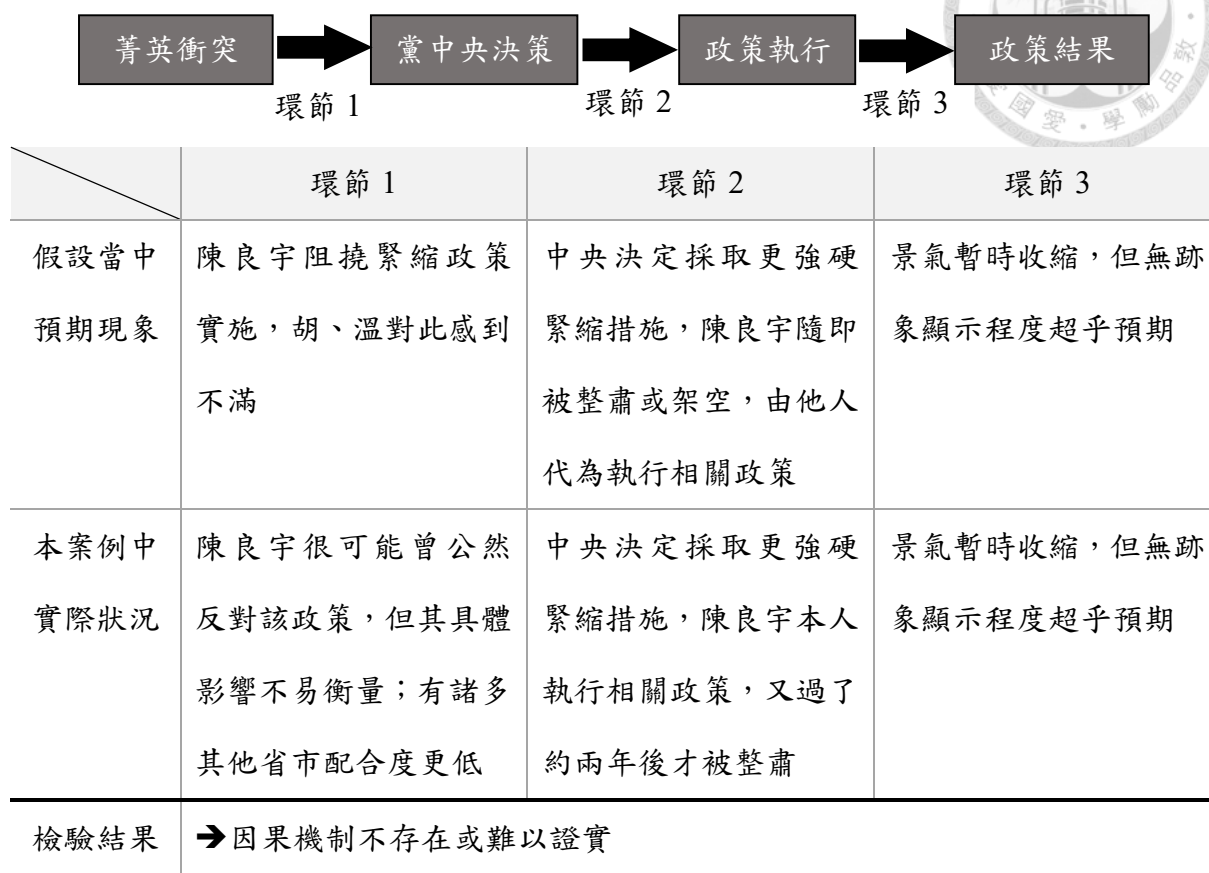 菁英衝突 黨中央決策 政策執行 政策結果
環節 1 環節 2 環節 3
國 愛 · 學 勵 品 敦 ·
環節 1 環節 2 環節 3
假設當中
預期現象
陳良宇阻撓緊縮政策
實施，胡、溫對此感到
不滿
中央決定採取更強硬
緊縮措施，陳良宇隨即
被整肅或架空，由他人
代為執行相關政策
景氣暫時收縮，但無跡
象顯示程度超乎預期
本案例中
實際狀況
陳良宇很可能曾公然
反對該政策，但其具體
影響不易衡量；有諸多
其他省市配合度更低
中央決定採取更強硬
緊縮措施，陳良宇本人
執行相關政策，又過了
約兩年後才被整肅
景氣暫時收縮，但無跡
象顯示程度超乎預期
檢驗結果
➔因果機制不存在或難以證實